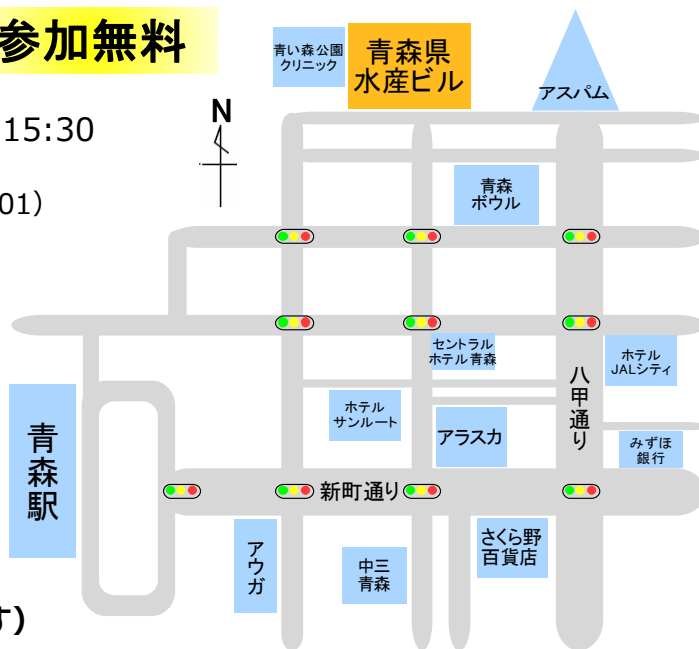 参加無料
15:30
01）
す)
N
青い森公園
クリニック
青森県
水産ビル
アスパム
青森
ボウル
セントラル
ホテル青森
ホテル
JALシティ
八甲通り
ホテル
サンルート
アラスカ
みずほ
銀行
青森駅
新町通り
アウガ
中三
青森
さくら野
百貨店